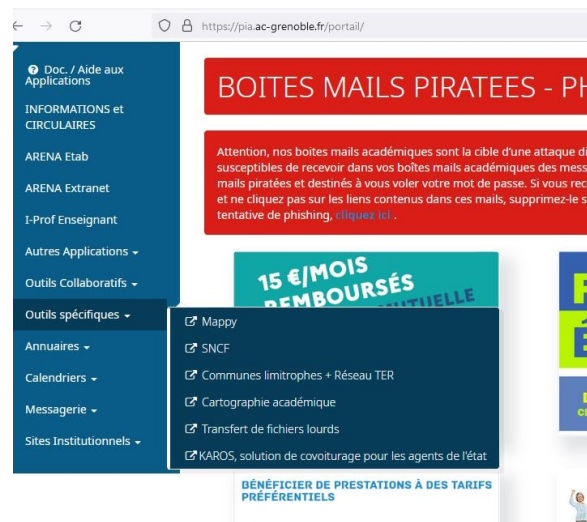 https://pia.ac-grenoble.fr/portail/
Doc. / Aide aux
Applications
INFORMATIONS et
CIRCULAIRES
ARENA Etab
ARENA Extranet
I-Prof Enseignant
Autres Applications
Outils Collaboratifs
Outils spécifiques
Annuaires
Calendriers
Messagerie
Sites Institutionnels
Mappy
SNCF
Communes limitrophes + Réseau TER
Cartographie académique
Transfert de fichiers lourds
KAROS, solution de covoiturage pour les agents de l'état
BOITES MAILS PIRATEES - PH
Attention, nos boites mails académiques sont la cible d'une attaque di
susceptibles de recevoir dans vos boîtes mails académiques des mess
mails piratées et destinés à vous voler votre mot de passe. Si vous rec
et ne cliquez pas sur les liens contenus dans ces mails, supprimez-le s
tentative de phishing, cliquez ici .
15 €/MOIS
REMBOURSÉS
MUTUELLE
BÉNÉFICIER DE PRESTATIONS À DES TARIFS
PRÉFÉRENTIELS